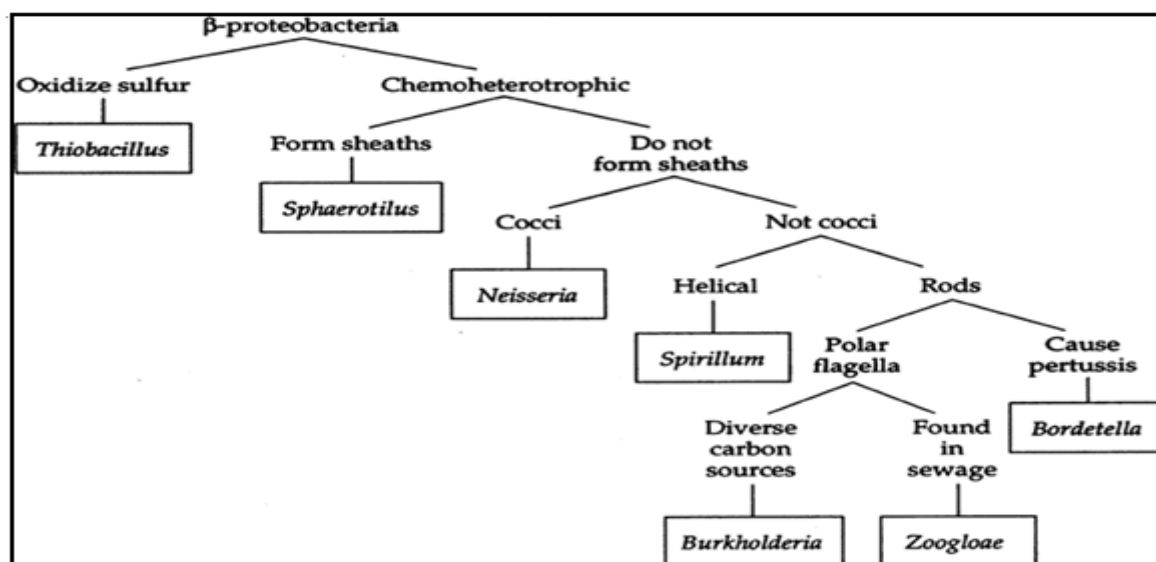 β-proteobacteria
Oxidize sulfur
Chemoheterotrophic
Thiobacillus
Form sheaths
Do not
form sheaths
Sphaerotilus
Cocci
Not cocci
Neisseria
Helical
Rods
Spirillum
Polar
flagella
Cause
pertussis
Bordetella
Diverse
carbon
sources
Found
in
sewage
Burkholderia
Zoogloae